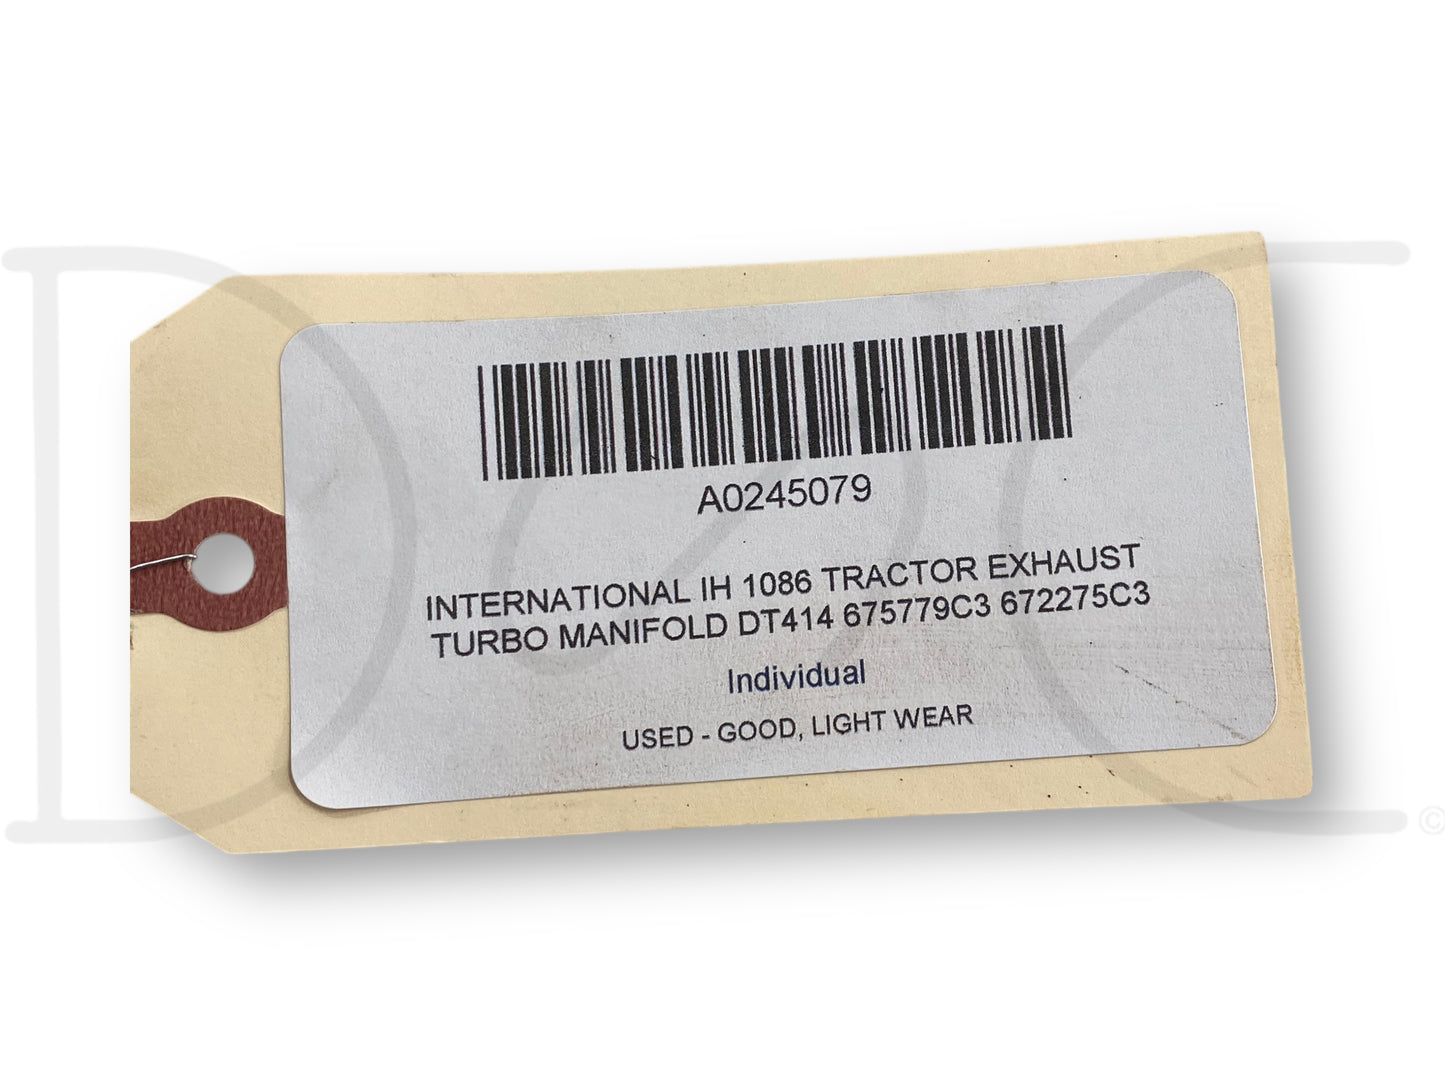 A0245079
INTERNATIONAL IH 1086 TRACTOR EXHAUST
TURBO MANIFOLD DT414 675779C3 672275C3
Individual
USED - GOOD, LIGHT WEAR
©